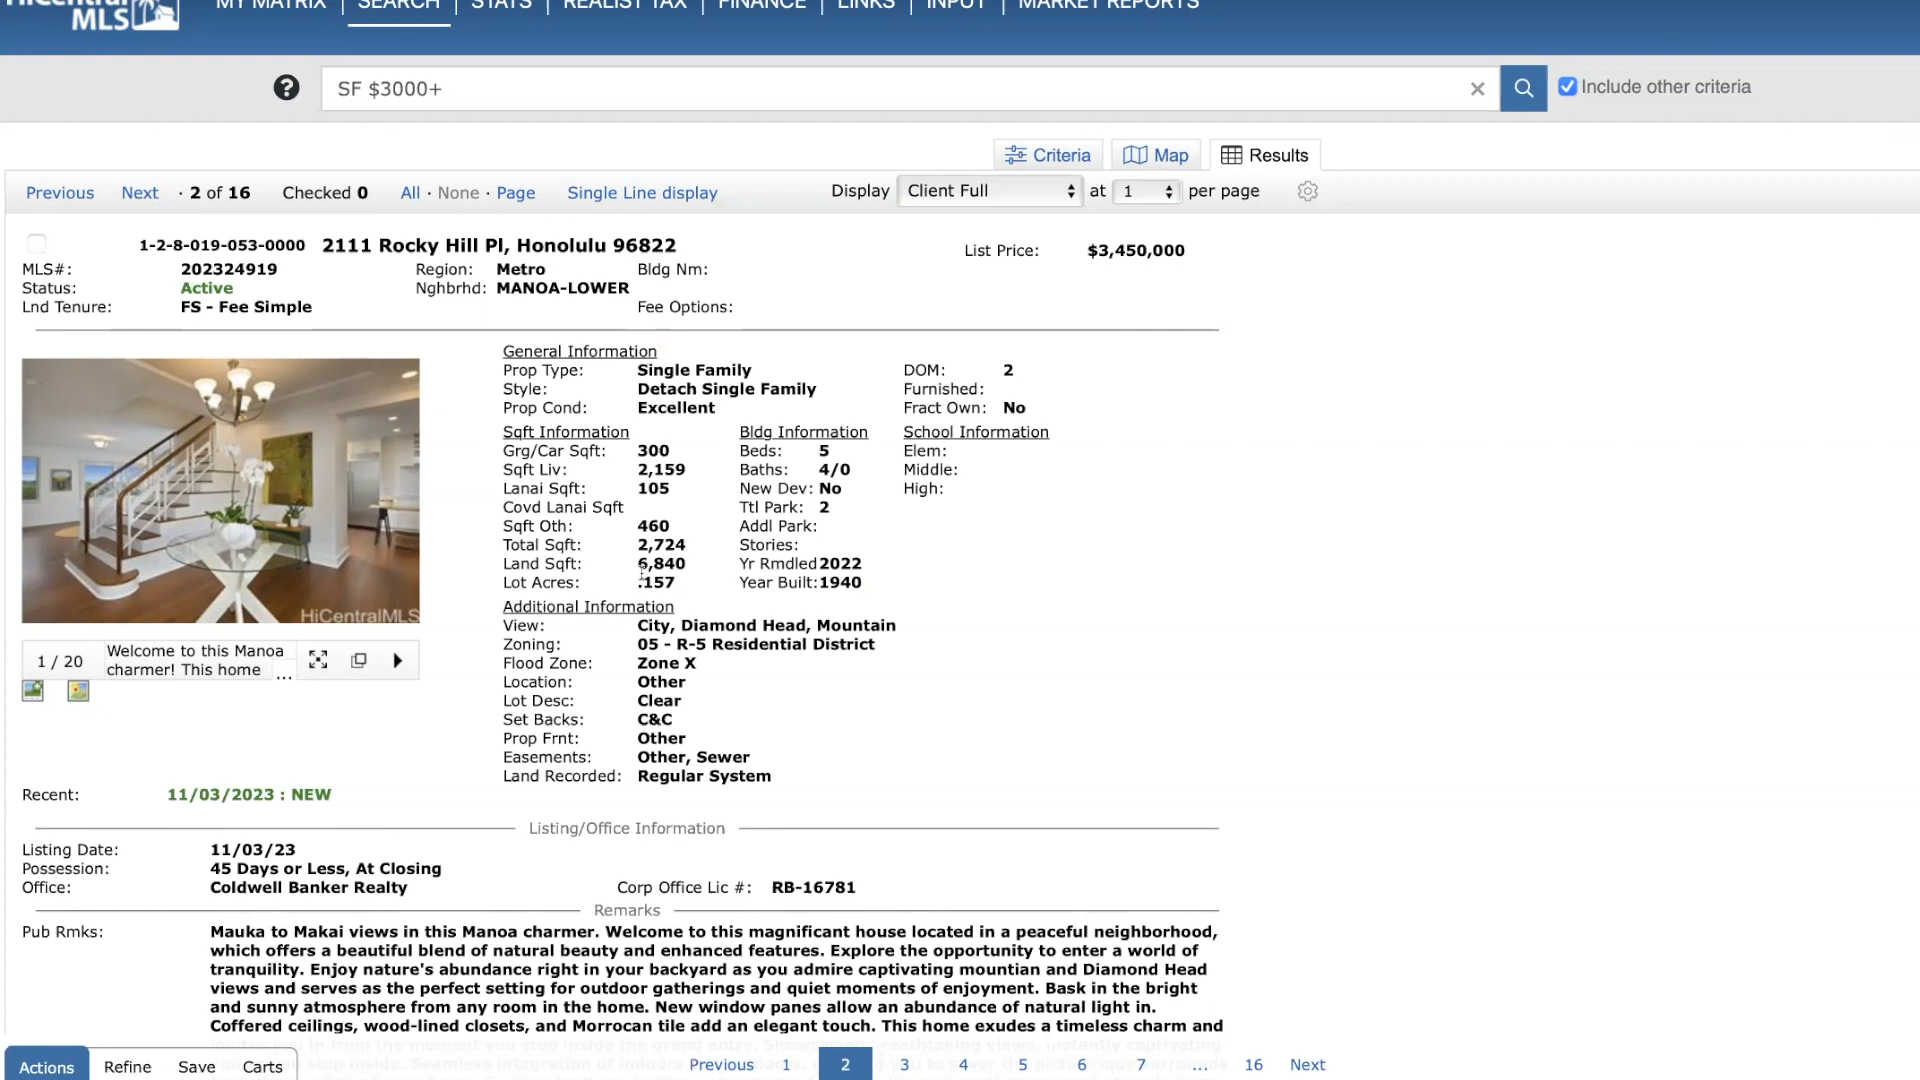 HiCentral MLS
MY MATRIX | SEARCH | STATS | REALIST TAX | FINANCE | LINKS | INPUT | MARKET REPORTS
? SF $3000+ × Include other criteria
Criteria Map Results
Previous Next · 2 of 16 Checked 0 All · None · Page Single Line display Display Client Full at 1 per page
1-2-8-019-053-0000 2111 Rocky Hill Pl, Honolulu 96822 List Price: $3,450,000
MLS#: 202324919 Region: Metro Bldg Nm:
Status: Active Nghbrhd: MANOA-LOWER
Lnd Tenure: FS - Fee Simple Fee Options:
General Information
Prop Type: Single Family DOM: 2
Style: Detach Single Family Furnished:
Prop Cond: Excellent Fract Own: No
Sqft Information Bldg Information School Information
Grg/Car Sqft: 300 Beds: 5 Elem:
Sqft Liv: 2,159 Baths: 4/0 Middle:
Lanai Sqft: 105 New Dev: No High:
Covd Lanai Sqft Ttl Park: 2
Sqft Oth: 460 Addl Park:
Total Sqft: 2,724 Stories:
Land Sqft: 6,840 Yr Rmdled 2022
Lot Acres: .157 Year Built: 1940
HiCentralMLS
Additional Information
View: City, Diamond Head, Mountain
Zoning: 05 - R-5 Residential District
Flood Zone: Zone X
Location: Other
Lot Desc: Clear
Set Backs: C&C
Prop Frnt: Other
Easements: Other, Sewer
Land Recorded: Regular System
1 / 20 Welcome to this Manoa
charmer! This home ...
Recent: 11/03/2023 : NEW
Listing/Office Information
Listing Date: 11/03/23
Possession: 45 Days or Less, At Closing
Office: Coldwell Banker Realty Corp Office Lic #: RB-16781
Remarks
Pub Rmks: Mauka to Makai views in this Manoa charmer. Welcome to this magnificant house located in a peaceful neighborhood,
which offers a beautiful blend of natural beauty and enhanced features. Explore the opportunity to enter a world of
tranquility. Enjoy nature's abundance right in your backyard as you admire captivating mountian and Diamond Head
views and serves as the perfect setting for outdoor gatherings and quiet moments of enjoyment. Bask in the bright
and sunny atmosphere from any room in the home. New window panes allow an abundance of natural light in.
Coffered ceilings, wood-lined closets, and Morrocan tile add an elegant touch. This home exudes a timeless charm and
Actions Refine Save Carts Previous 1 2 3 4 5 6 7 ... 16 Next